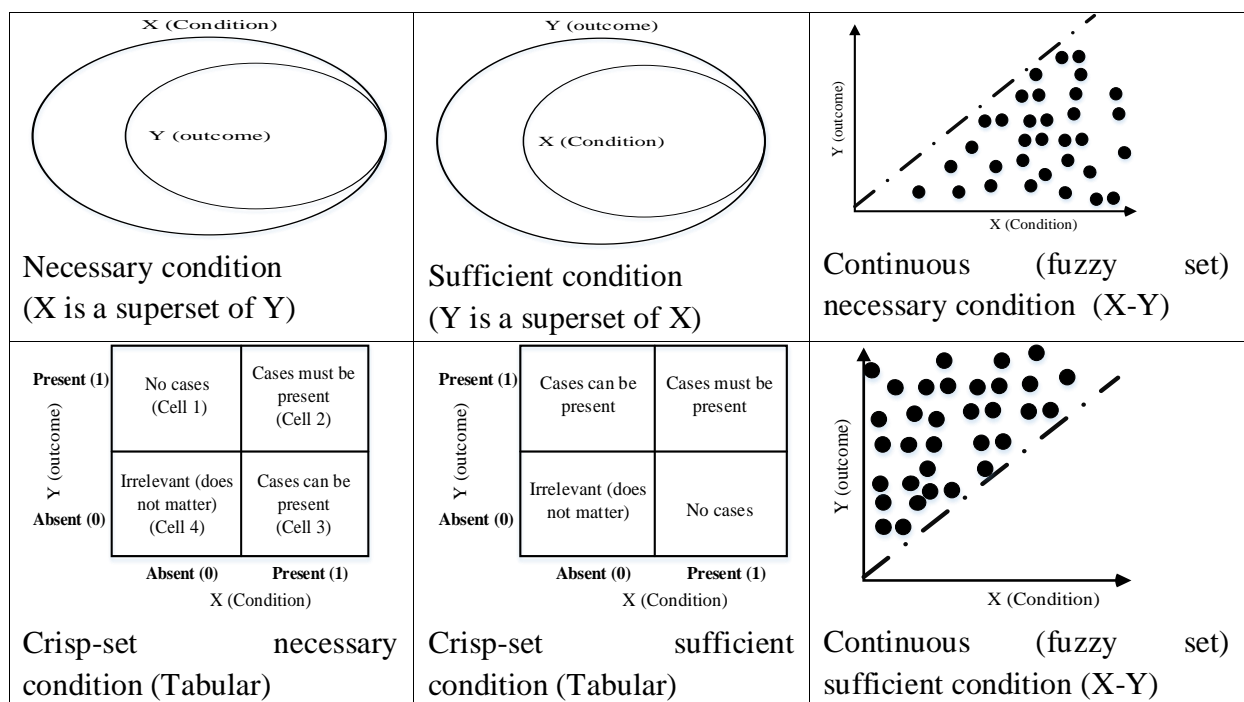 X (Condition)
Y (outcome)
Necessary condition
(X is a superset of Y)
Y (outcome)
X (Condition)
Sufficient condition
(Y is a superset of X)
Y (outcome)
X (Condition)
Continuous (fuzzy set)
necessary condition (X-Y)
Present (1)
Y (outcome)
Absent (0)
No cases
(Cell 1)
Cases must be
present
(Cell 2)
Irrelevant (does
not matter)
(Cell 4)
Cases can be
present
(Cell 3)
Absent (0) Present (1)
X (Condition)
Crisp-set necessary
condition (Tabular)
Present (1)
Y (outcome)
Absent (0)
Cases can be
present
Cases must be
present
Irrelevant (does
not matter)
No cases
Absent (0) Present (1)
X (Condition)
Crisp-set sufficient
condition (Tabular)
Y (outcome)
X (Condition)
Continuous (fuzzy set)
sufficient condition (X-Y)